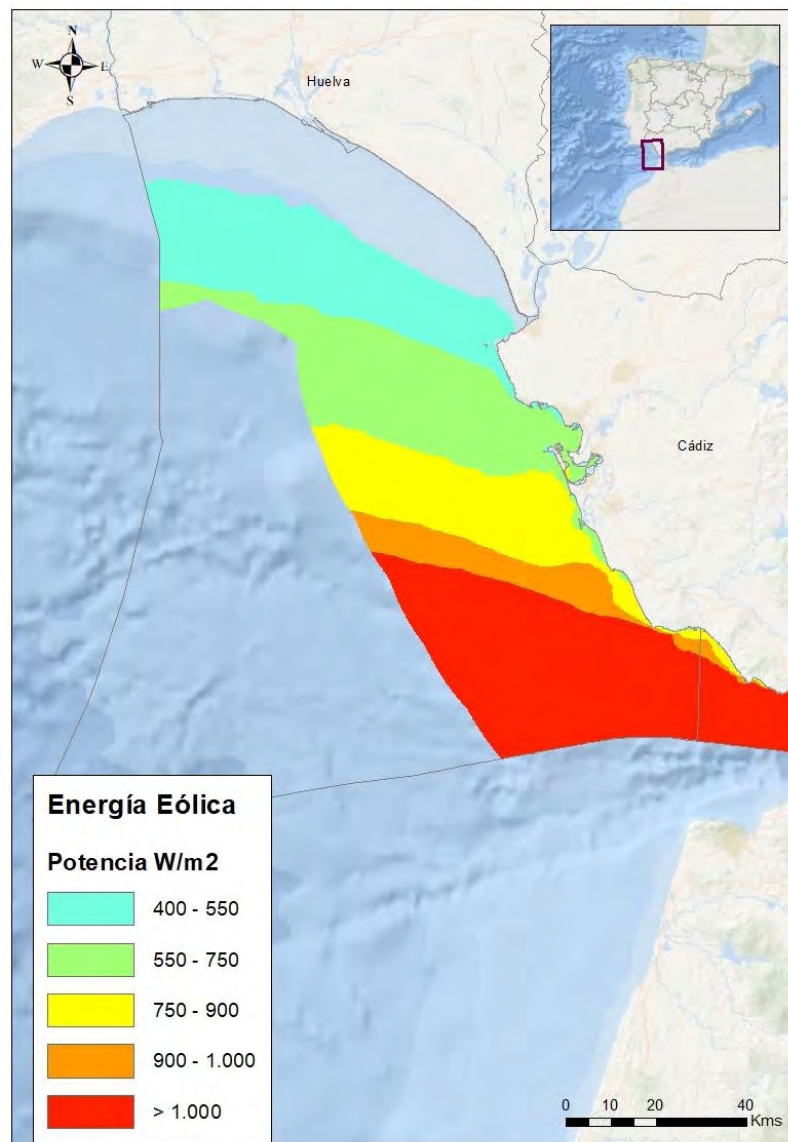 N
W E
S
Huelva
Cádiz
Energía Eólica
Potencia W/m2
400 - 550
550 - 750
750 - 900
900 - 1.000
> 1.000
0 10 20 40
Kms